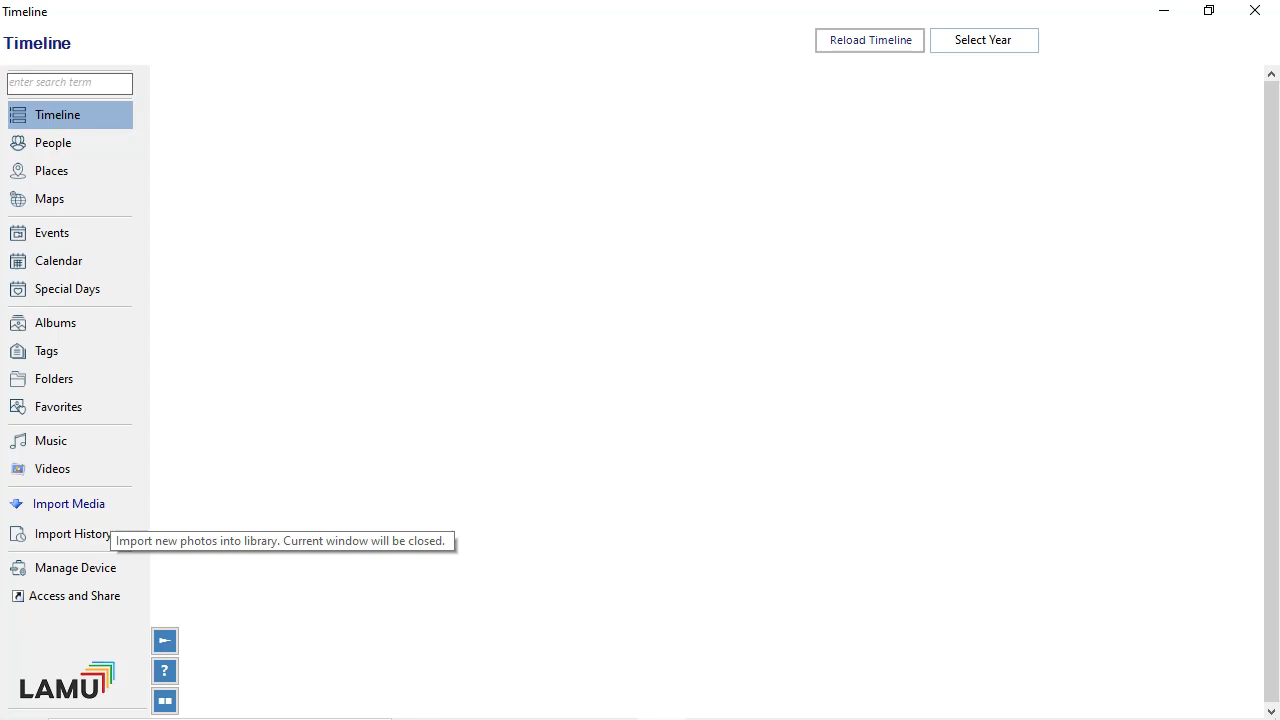 Timeline
Timeline
Reload Timeline
Select Year
enter search term
Timeline
People
Places
Maps
Events
Calendar
Special Days
Albums
Tags
Folders
Favorites
Music
Videos
Import Media
Import History
Import new photos into library. Current window will be closed.
Manage Device
Access and Share
?
LAMU